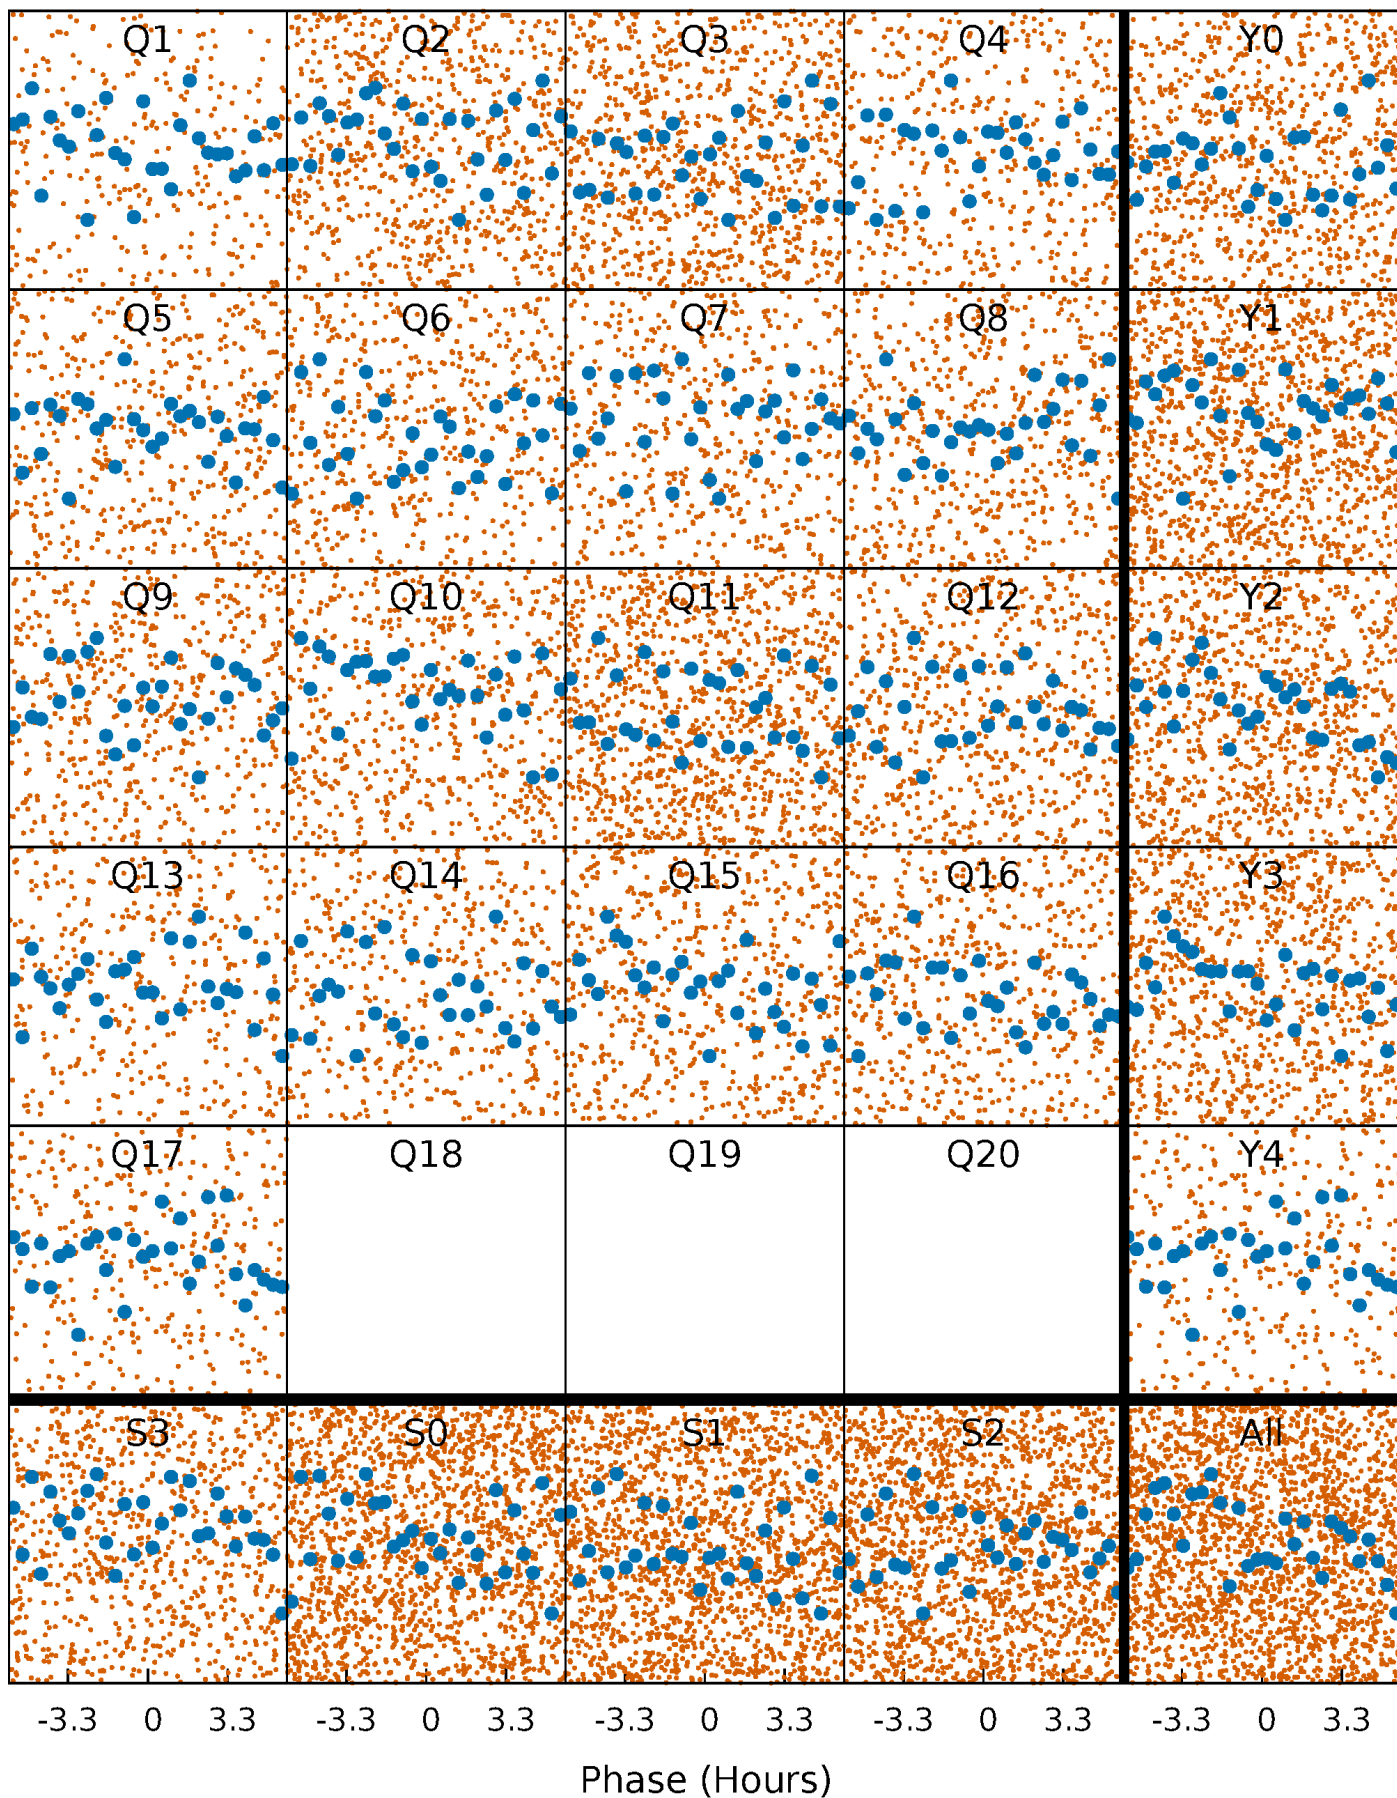 Q1 Q2 Q3 Q4 Y0
Q5 Q6 Q7 Q8 Y1
Q9 Q10 Q11 Q12 Y2
Q13 Q14 Q15 Q16 Y3
Q17 Q18 Q19 Q20 Y4
S3 S0 S1 S2 All
-3.3 0 3.3 -3.3 0 3.3 -3.3 0 3.3 -3.3 0 3.3 -3.3 0 3.3
Phase (Hours)